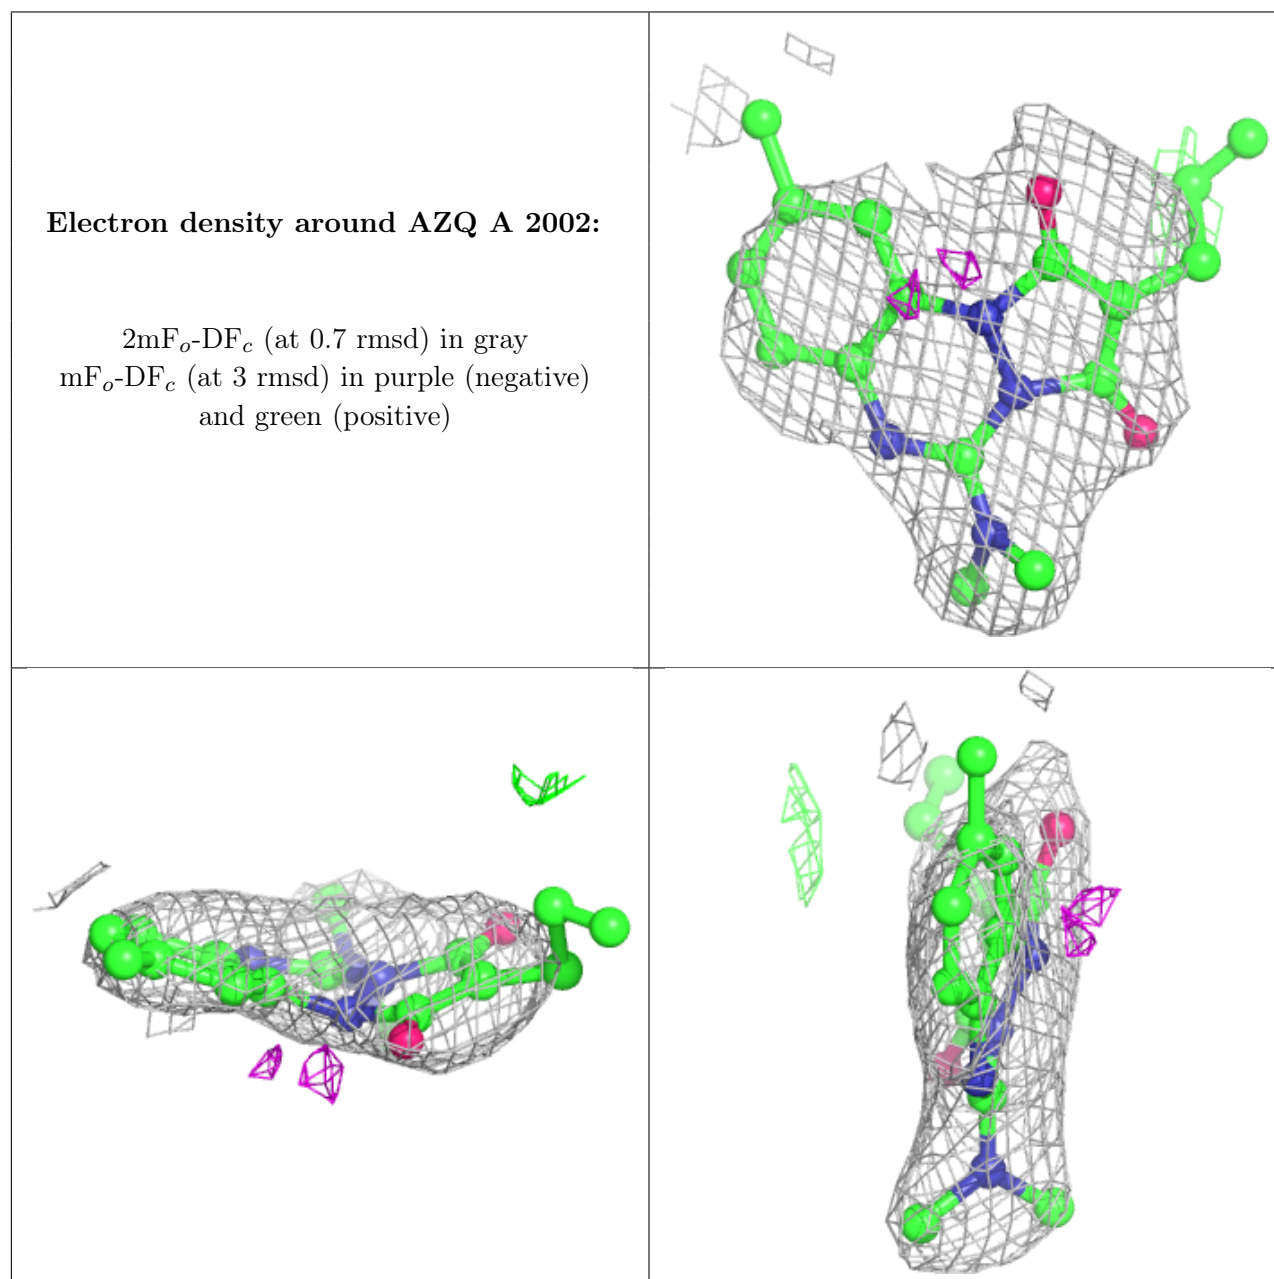 Electron density around AZQ A 2002:
2mFo-DFc (at 0.7 rmsd) in gray
mFo-DFc (at 3 rmsd) in purple (negative)
and green (positive)